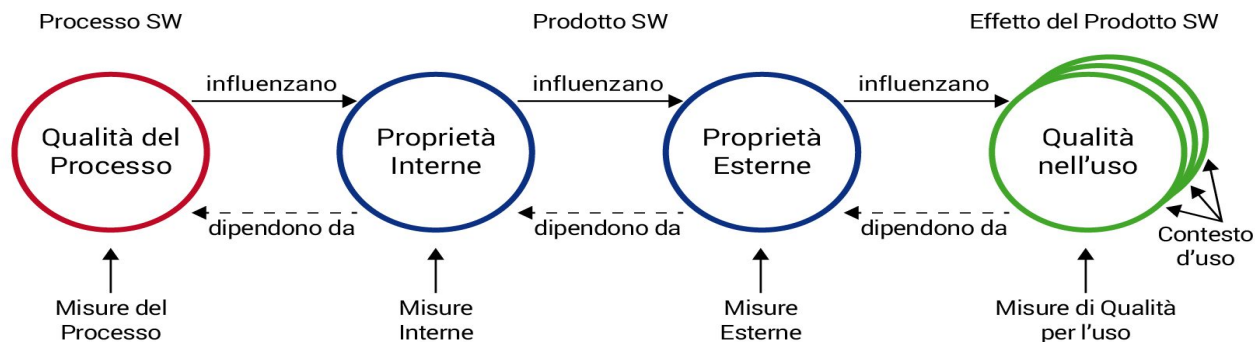 Processo SW
Prodotto SW
Effetto del Prodotto SW
influenzano
influenzano
influenzano
Qualità del
Processo
Proprietà
Interne
Proprietà
Esterne
Qualità
nell'uso
dipendono da
dipendono da
dipendono da
Contesto
d'uso
Misure del
Processo
Misure
Interne
Misure
Esterne
Misure di Qualità
per l'uso